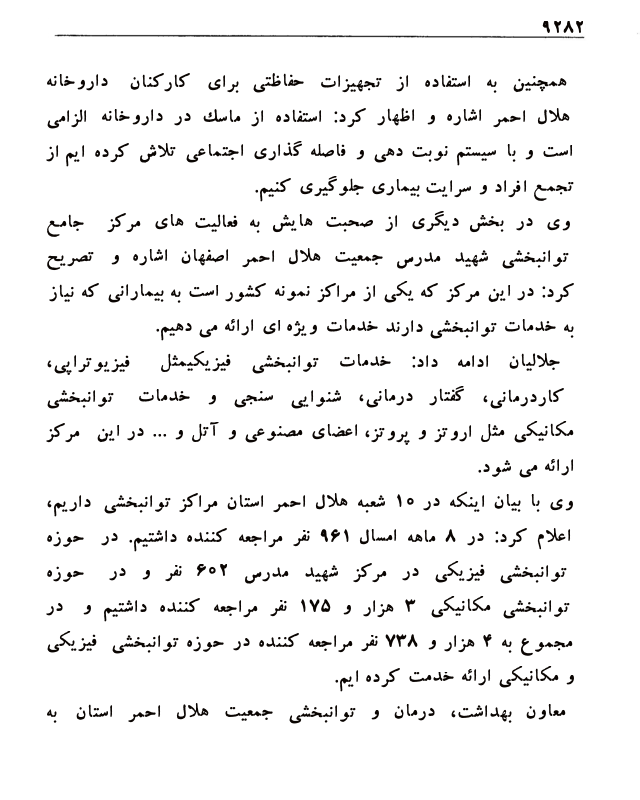 ۹۲۸۲
همچنین به استفاده از تجهیزات حفاظتی برای کارکنان داروخانه
هلال احمر اشاره و اظهار کرد: استفاده از ماسك در داروخانه الزامی
است و با سیستم نوبت دهی و فاصله گذاری اجتماعی تلاش کرده ایم از
تجمع افراد و سرایت بیماری جلوگیری کنیم.
وی در بخش دیگری از صحبت هایش به فعالیت های مرکز جامع
توانبخشی شهید مدرس جمعیت هلال احمر اصفهان اشاره و تصریح
کرد: در این مرکز که یکی از مراکز نمونه کشور است به بیمارانی که نیاز
به خدمات توانبخشی دارند خدمات ویژه ای ارائه می دهیم.
جلالیان ادامه داد: خدمات توانبخشی فیزیکیمثل فیزیوتراپی،
کاردرمانی، گفتار درمانی، شنوایی سنجی و خدمات توانبخشی
مکانیکی مثل اروتز و پروتز، اعضای مصنوعی و آتل و ... در این مرکز
ارائه می شود.
وی با بیان اینکه در ۱۰ شعبه هلال احمر استان مراکز توانبخشی داریم،
اعلام کرد: در ۸ ماهه امسال ۹۶۱ نفر مراجعه کننده داشتیم. در حوزه
توانبخشی فیزیکی در مرکز شهید مدرس ۶۰۲ نفر و در حوزه
توانبخشی مکانیکی ۳ هزار و ۱۷۵ نفر مراجعه کننده داشتیم و در
مجموع به ۴ هزار و ۷۳۸ نفر مراجعه کننده در حوزه توانبخشی فیزیکی
و مکانیکی ارائه خدمت کرده ایم.
معاون بهداشت، درمان و توانبخشی جمعیت هلال احمر استان به